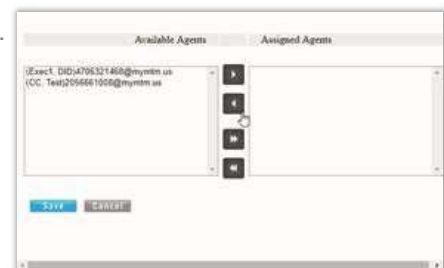 Available Agents Assigned Agents
(Exec1, DID)4705321468@mymtm.us
(CC, Test)2056661008@mymtm.us
Save Cancel